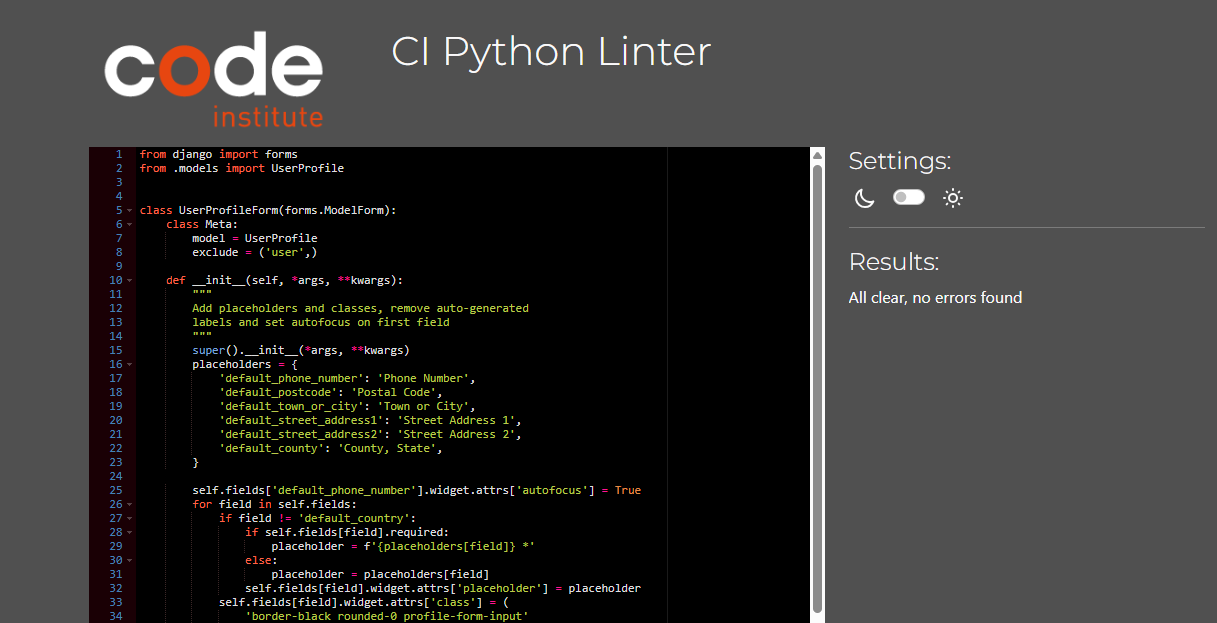 code
institute
CI Python Linter
1 from django import forms
2 from .models import UserProfile
3
4
5 class UserProfileForm(forms.ModelForm):
6     class Meta:
7         model = UserProfile
8         exclude = ('user',)
9
10     def __init__(self, *args, **kwargs):
11         """
12         Add placeholders and classes, remove auto-generated
13         labels and set autofocus on first field
14         """
15         super().__init__(*args, **kwargs)
16         placeholders = {
17             'default_phone_number': 'Phone Number',
18             'default_postcode': 'Postal Code',
19             'default_town_or_city': 'Town or City',
20             'default_street_address1': 'Street Address 1',
21             'default_street_address2': 'Street Address 2',
22             'default_county': 'County, State',
23         }
24
25         self.fields['default_phone_number'].widget.attrs['autofocus'] = True
26         for field in self.fields:
27             if field != 'default_country':
28                 if self.fields[field].required:
29                     placeholder = f'{placeholders[field]} *'
30                 else:
31                     placeholder = placeholders[field]
32                 self.fields[field].widget.attrs['placeholder'] = placeholder
33             self.fields[field].widget.attrs['class'] = (
34                 'border-black rounded-0 profile-form-input'
Settings:
Results:
All clear, no errors found